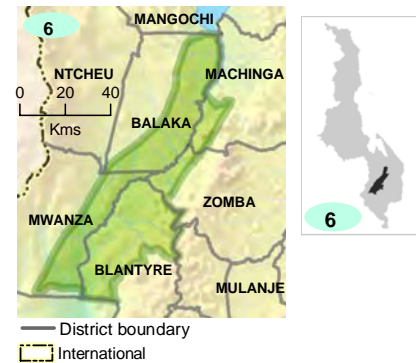 MANGOCHI
6
NTCHEU
MACHINGA
0 20 40
Kms
BALAKA
ZOMBA
MWANZA
BLANTYRE
MULANJE
6
District boundary
International